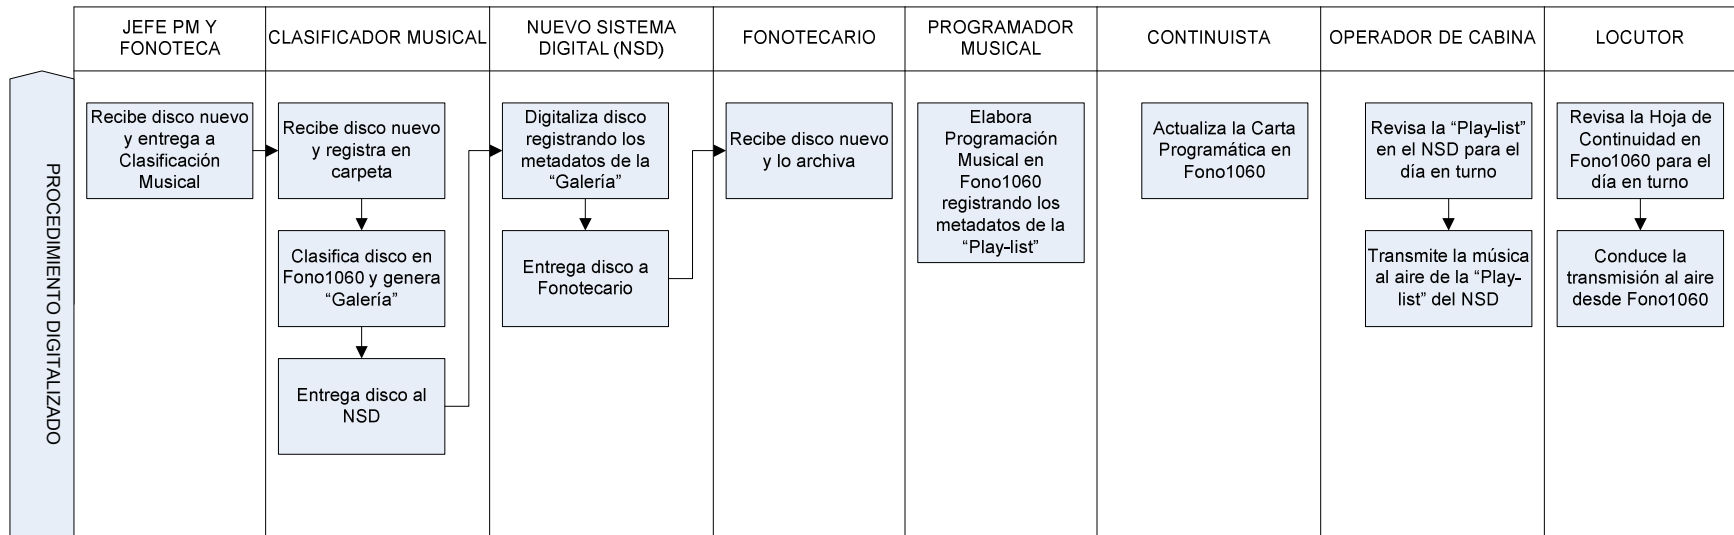 JEFE PM Y
FONOTECA
CLASIFICADOR MUSICAL
NUEVO SISTEMA
DIGITAL (NSD)
FONOTECARIO
PROGRAMADOR
MUSICAL
CONTINUISTA
OPERADOR DE CABINA
LOCUTOR
PROCEDIMIENTO DIGITALIZADO
Recibe disco nuevo
y entrega a
Clasificación
Musical
Recibe disco nuevo
y registra en
carpeta
Clasifica disco en
Fono1060 y genera
“Galería”
Entrega disco al
NSD
Digitaliza disco
registrando los
metadatos de la
“Galería”
Entrega disco a
Fonotecario
Recibe disco nuevo
y lo archiva
Elabora
Programación
Musical en
Fono1060
registrando los
metadatos de la
“Play-list”
Actualiza la Carta
Programática en
Fono1060
Revisa la “Play-list”
en el NSD para el
día en turno
Transmite la música
al aire de la “Play-
list” del NSD
Revisa la Hoja de
Continuidad en
Fono1060 para el
día en turno
Conduce la
transmisión al aire
desde Fono1060